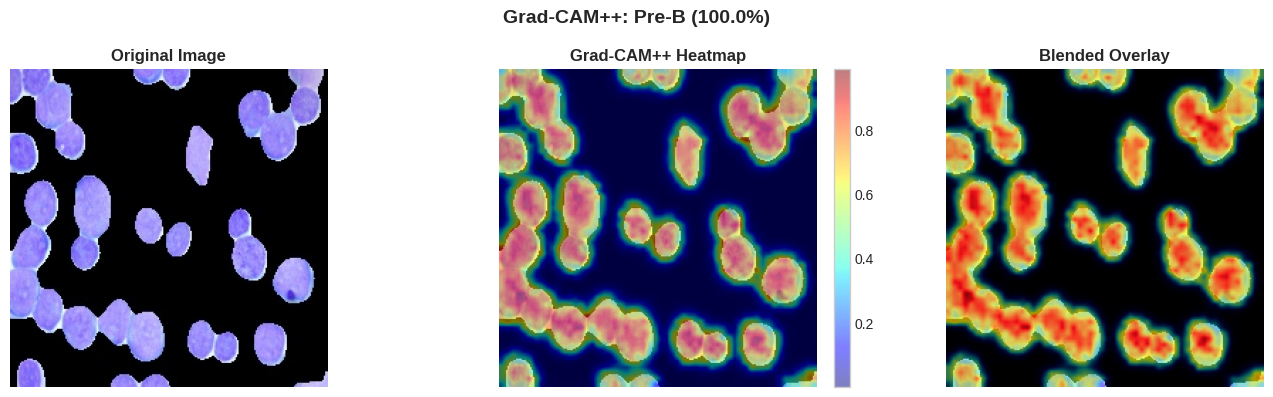 Grad-CAM++: Pre-B (100.0%)
Original Image
Grad-CAM++ Heatmap
Blended Overlay
0.8
0.6
0.4
0.2